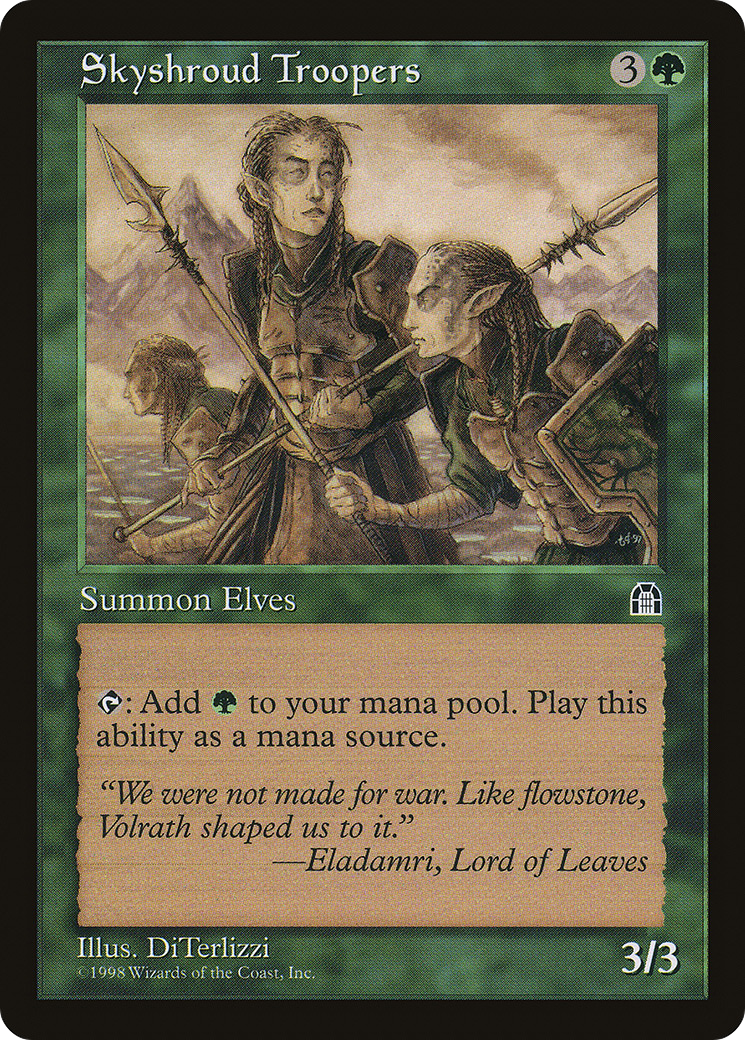 Skyshroud Troopers 3
Summon Elves
: Add to your mana pool. Play this
ability as a mana source.
“We were not made for war. Like flowstone,
Volrath shaped us to it.”
—Eladamri, Lord of Leaves
Illus. DiTerlizzi
©1998 Wizards of the Coast, Inc.
3/3